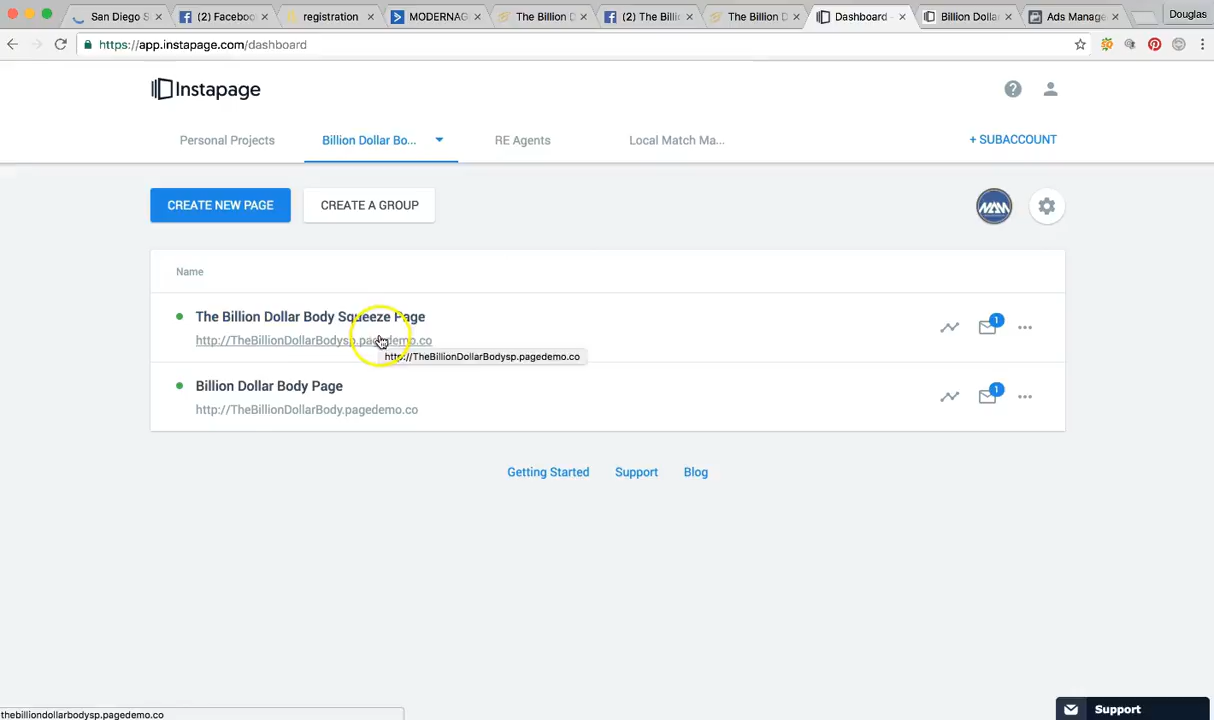 San Diego S
(2) Faceboo
registration
MODERNAG
The Billion D
(2) The Billi
The Billion D
Dashboard
Billion Dolla
Ads Manage
Douglas
https://app.instapage.com/dashboard
Instapage
Personal Projects
Billion Dollar Bo...
RE Agents
Local Match Ma...
+ SUBACCOUNT
CREATE NEW PAGE
CREATE A GROUP
Name
The Billion Dollar Body Squeeze Page
1
http://TheBillionDollarBodysp.pagedemo.co
http://TheBillionDollarBodysp.pagedemo.co
Billion Dollar Body Page
1
http://TheBillionDollarBody.pagedemo.co
Getting Started Support Blog
Support
thebilliondollarbodysp.pagedemo.co